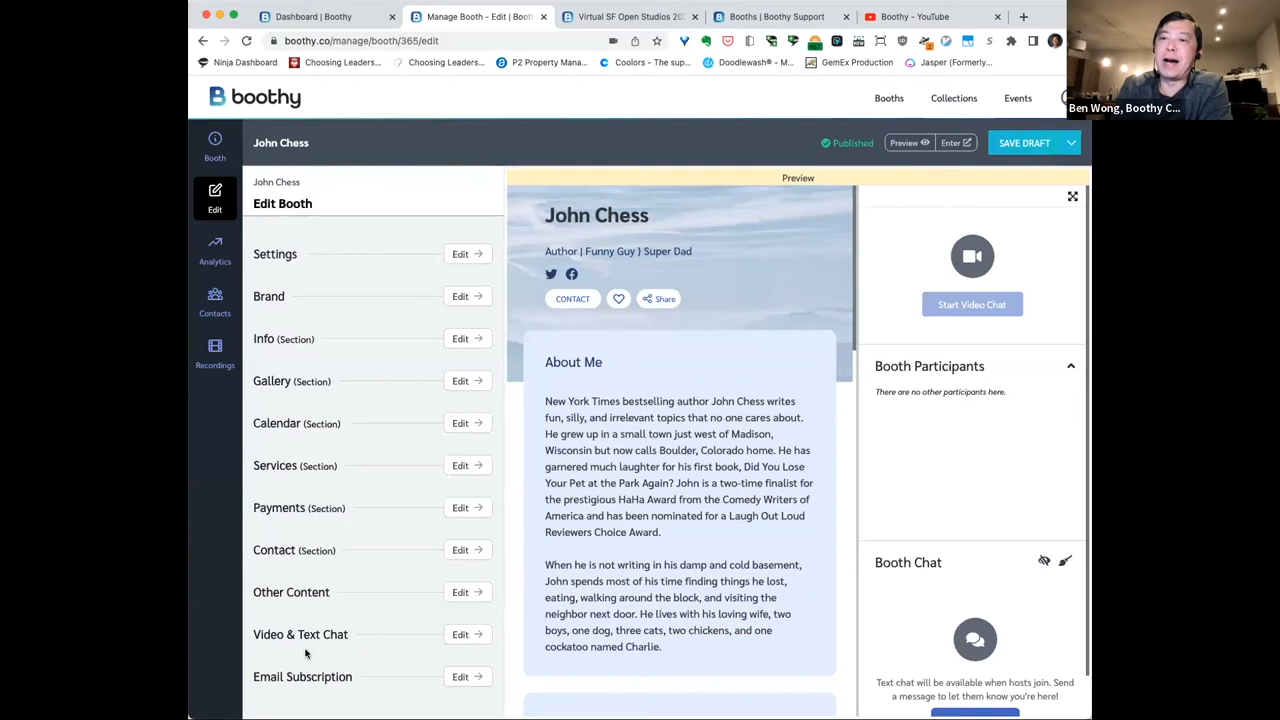 Dashboard | Boothy
Manage Booth - Edit | Boot
Virtual SF Open Studios 202
Booths | Boothy Support
Boothy - YouTube
boothy.co/manage/booth/365/edit
Ninja Dashboard
Choosing Leaders...
Choosing Leaders...
P2 Property Mana...
Coolors - The sup...
Doodlewash® - M...
GemEx Production
Jasper (Formerly...
Ben Wong, Boothy C...
boothy
Booths
Collections
Events
John Chess
Published
Preview
Enter
SAVE DRAFT
Booth
Edit
Analytics
Contacts
Recordings
John Chess
Edit Booth
Settings
Edit
Brand
Edit
Info (Section)
Edit
Gallery (Section)
Edit
Calendar (Section)
Edit
Services (Section)
Edit
Payments (Section)
Edit
Contact (Section)
Edit
Other Content
Edit
Video & Text Chat
Edit
Email Subscription
Edit
Preview
John Chess
Author | Funny Guy } Super Dad
CONTACT
Share
About Me
New York Times bestselling author John Chess writes
fun, silly, and irrelevant topics that no one cares about.
He grew up in a small town just west of Madison,
Wisconsin but now calls Boulder, Colorado home. He has
garnered much laughter for his first book, Did You Lose
Your Pet at the Park Again? John is a two-time finalist for
the prestigious HaHa Award from the Comedy Writers of
America and has been nominated for a Laugh Out Loud
Reviewers Choice Award.
When he is not writing in his damp and cold basement,
John spends most of his time finding things he lost,
eating, walking around the block, and visiting the
neighbor next door. He lives with his loving wife, two
boys, one dog, three cats, two chickens, and one
cockatoo named Charlie.
Start Video Chat
Booth Participants
There are no other participants here.
Booth Chat
Text chat will be available when hosts join. Send
a message to let them know you're here!